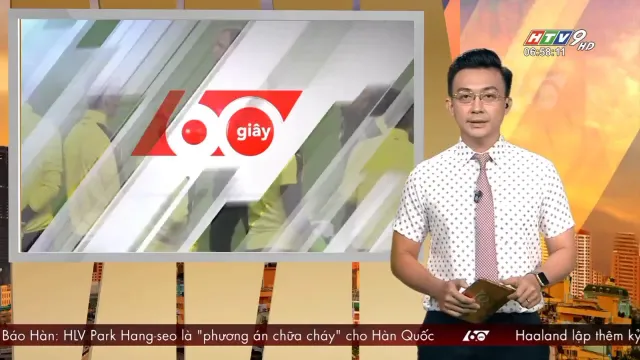 HTV9 HD
06:58:11
60 giây
Báo Hàn: HLV Park Hang-seo là "phương án chữa cháy" cho Hàn Quốc 60 Haaland lập thêm kỷ